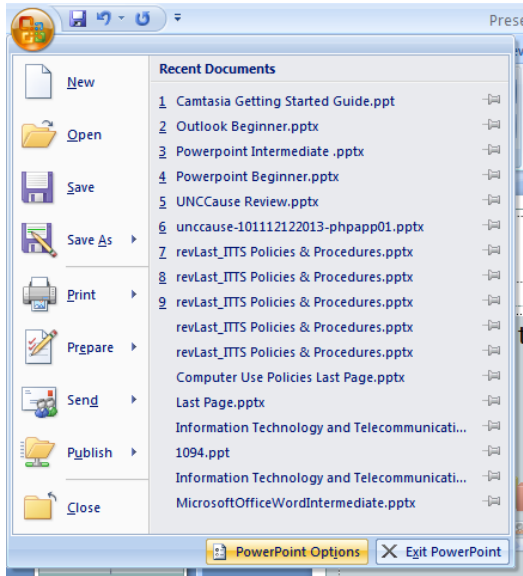 Prese
New
Open
Save
Save As
Print
Prepare
Send
Publish
Close
Recent Documents
1 Camtasia Getting Started Guide.ppt
2 Outlook Beginner.pptx
3 Powerpoint Intermediate .pptx
4 Powerpoint Beginner.pptx
5 UNCCause Review.pptx
6 unccause-101112122013-phpapp01.pptx
7 revLast_ITTS Policies & Procedures.pptx
8 revLast_ITTS Policies & Procedures.pptx
9 revLast_ITTS Policies & Procedures.pptx
revLast_ITTS Policies & Procedures.pptx
revLast_ITTS Policies & Procedures.pptx
Computer Use Policies Last Page.pptx
Last Page.pptx
Information Technology and Telecommunicati...
1094.ppt
Information Technology and Telecommunicati...
MicrosoftOfficeWordIntermediate.pptx
PowerPoint Options
Exit PowerPoint